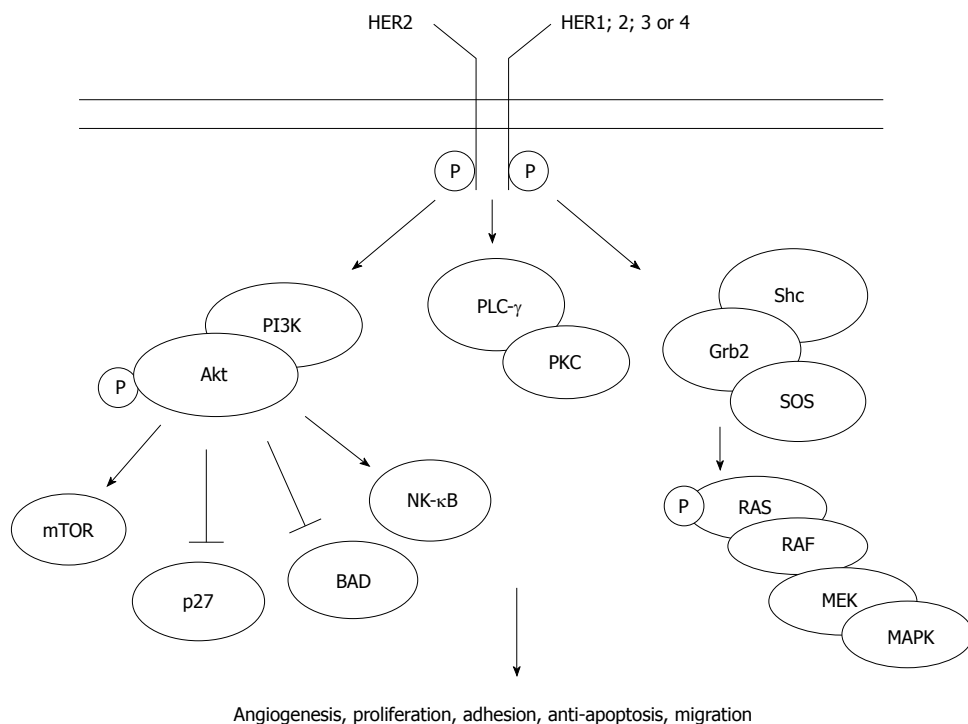 HER2
HER1; 2; 3 or 4
P
P
PI3K
Akt
P
PLC-γ
PKC
Shc
Grb2
SOS
mTOR
p27
BAD
NK-κB
P
RAS
RAF
MEK
MAPK
Angiogenesis, proliferation, adhesion, anti-apoptosis, migration